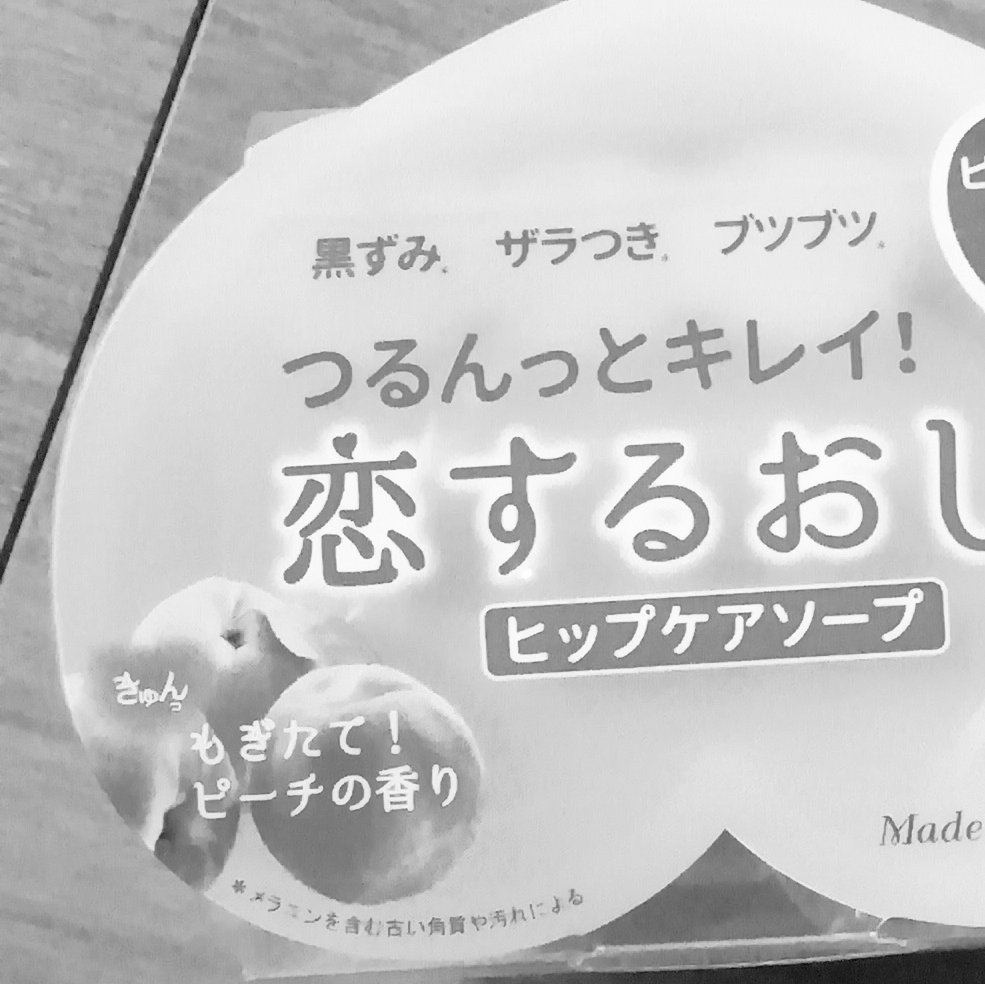 黒ずみ* ザラつき* ブツブツ*
つるんっとキレイ!
恋するおし
ヒップケアソープ
きゅんっ
もぎたて!
ピーチの香り
Made
*メラニンを含む古い角質や汚れによる